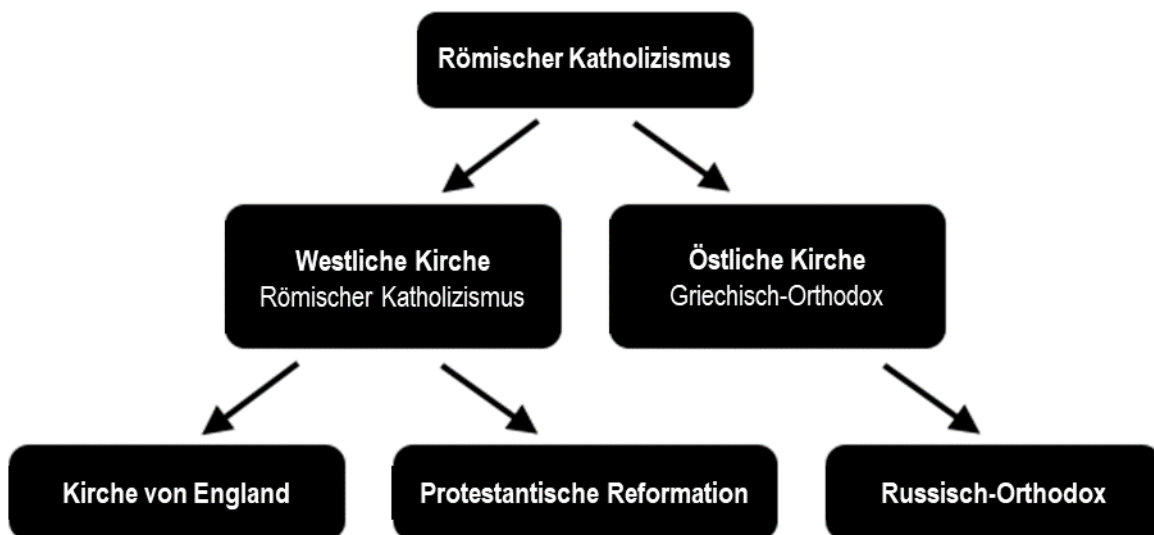 Römischer Katholizismus
Westliche Kirche
Römischer Katholizismus
Östliche Kirche
Griechisch-Orthodox
Kirche von England
Protestantische Reformation
Russisch-Orthodox